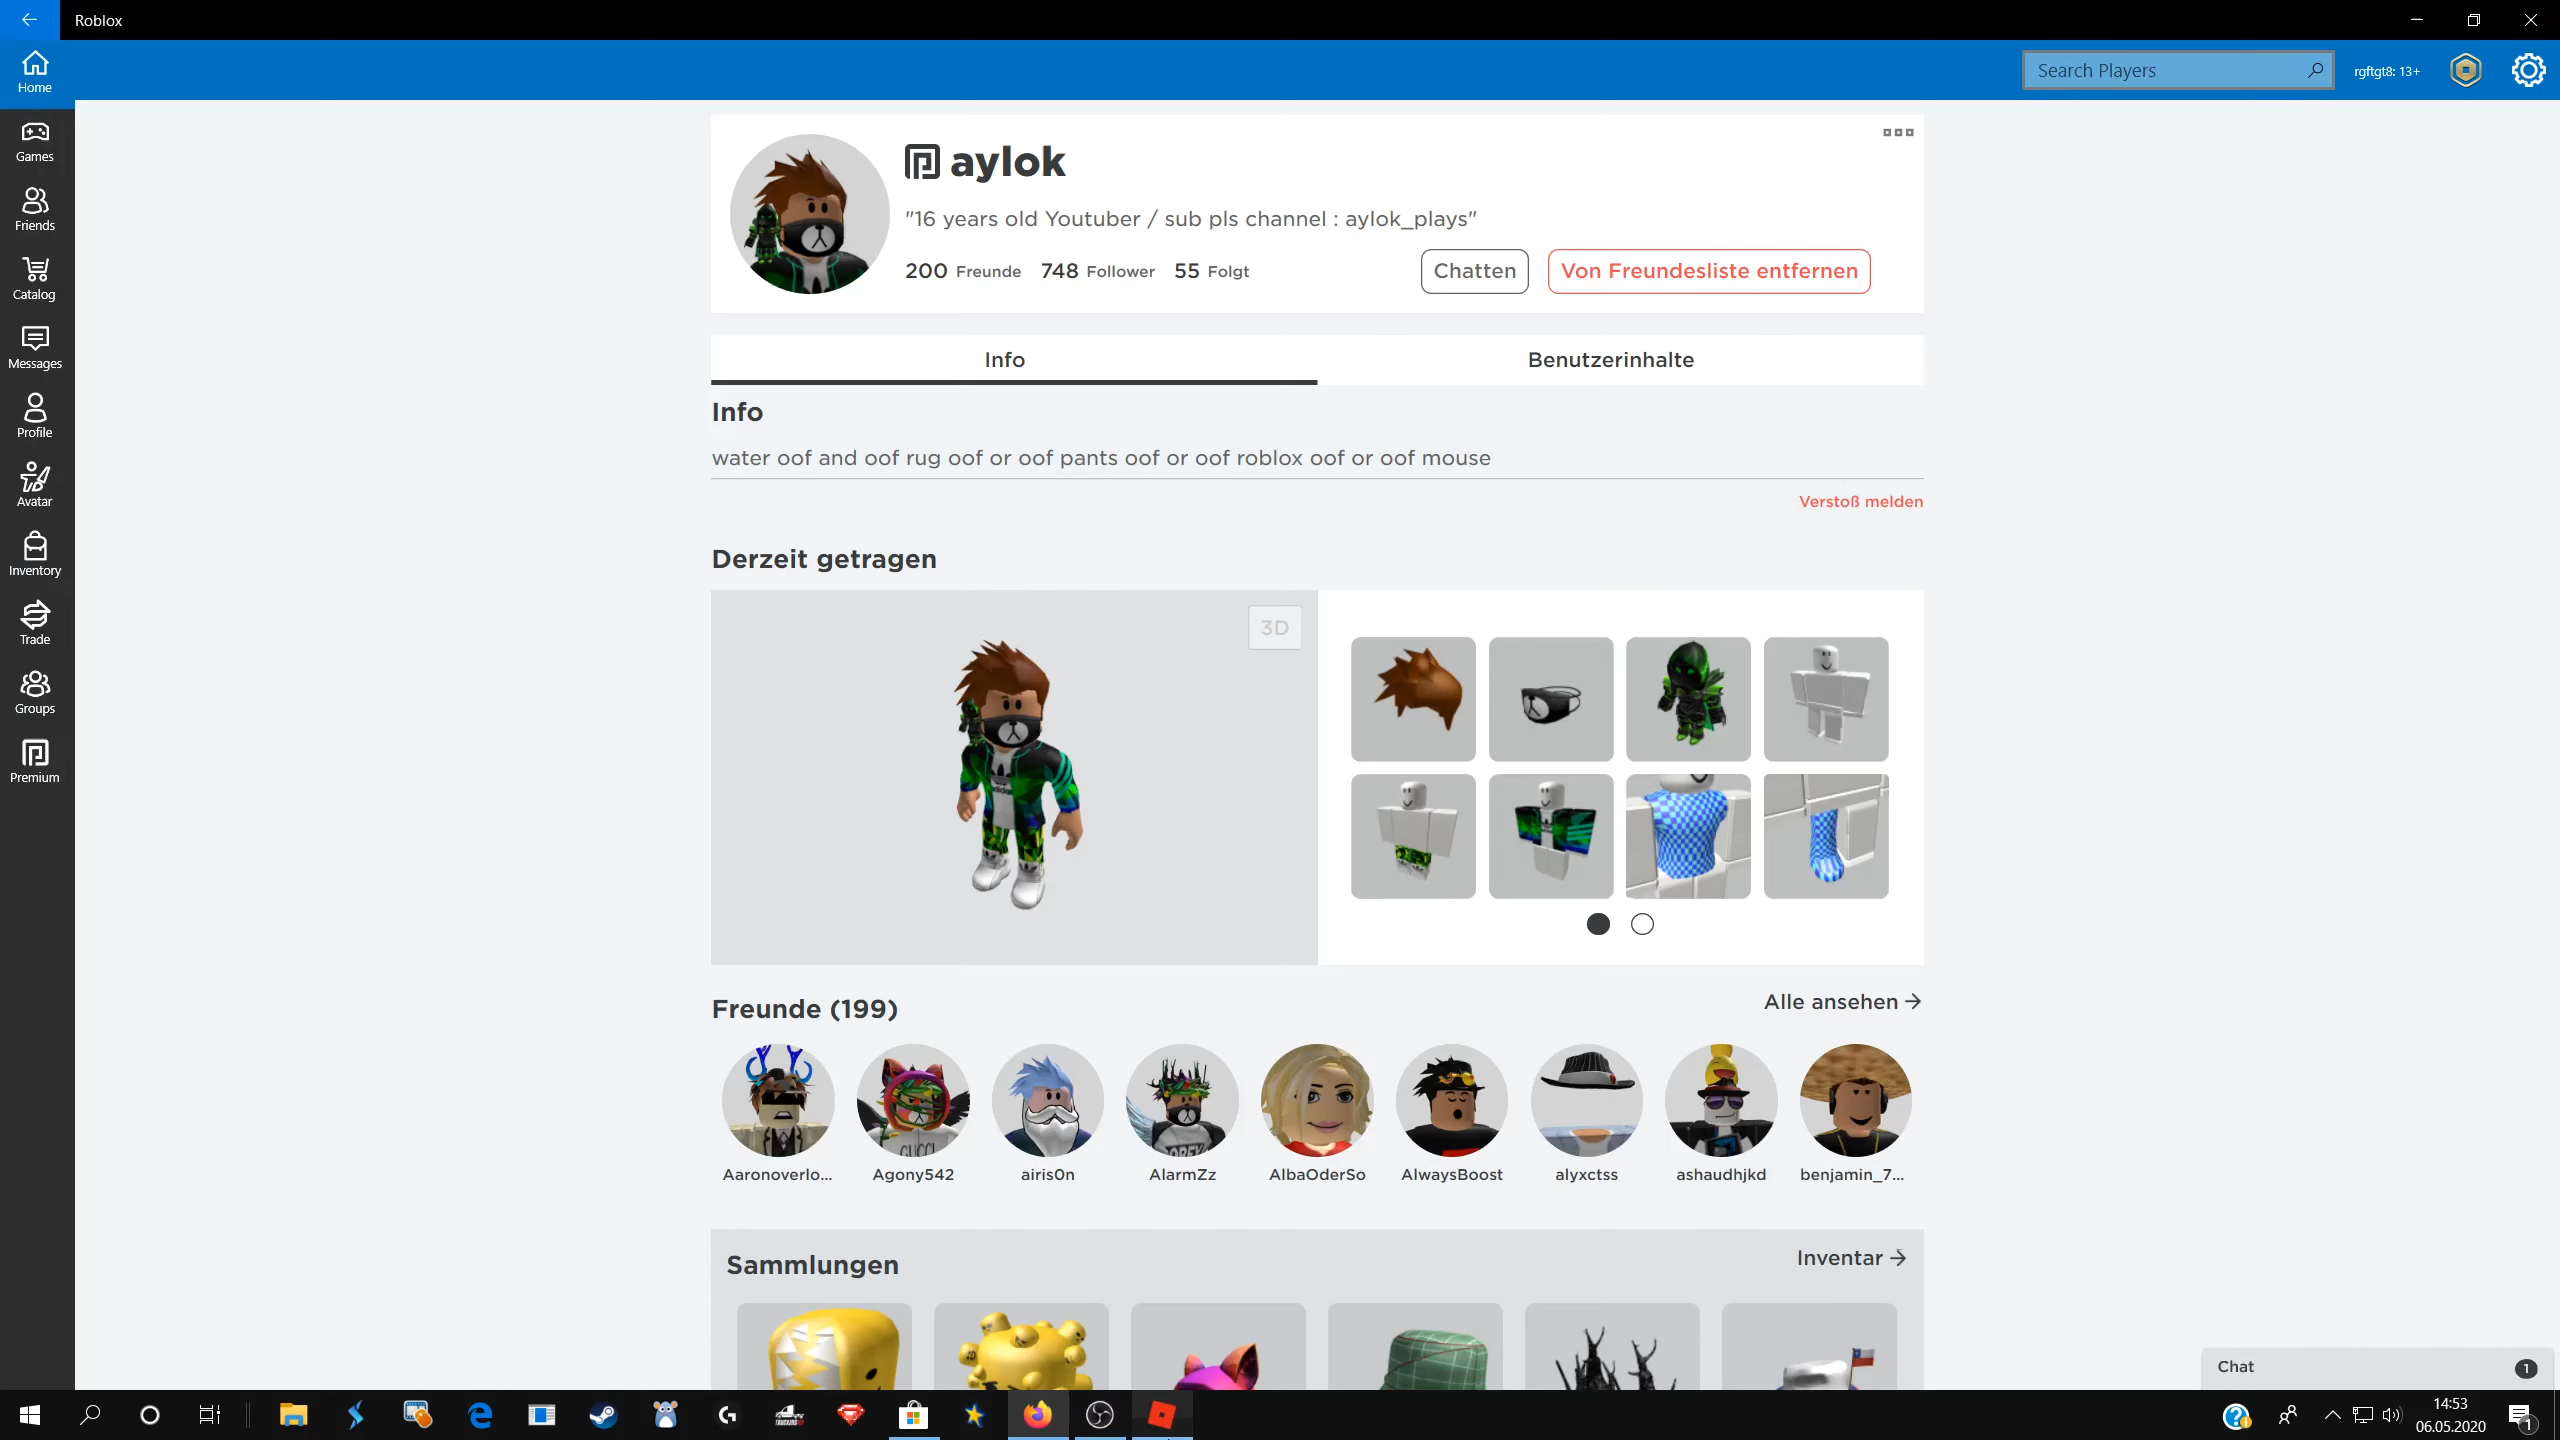 Roblox
Home
Search Players
rgftgt8: 13+
Games
Friends
Catalog
Messages
Profile
Avatar
Inventory
Trade
Groups
Premium
aylok
"16 years old Youtuber / sub pls channel : aylok_plays"
200 Freunde 748 Follower 55 Folgt
Chatten
Von Freundesliste entfernen
Info
Benutzerinhalte
Info
water oof and oof rug oof or oof pants oof or oof roblox oof or oof mouse
Verstoß melden
Derzeit getragen
3D
Freunde (199)
Alle ansehen
Aaronoverlo...
Agony542
airis0n
AlarmZz
AlbaOderSo
AlwaysBoost
alyxctss
ashaudhjkd
benjamin_7...
Sammlungen
Inventar
Chat
1
14:53
06.05.2020
1